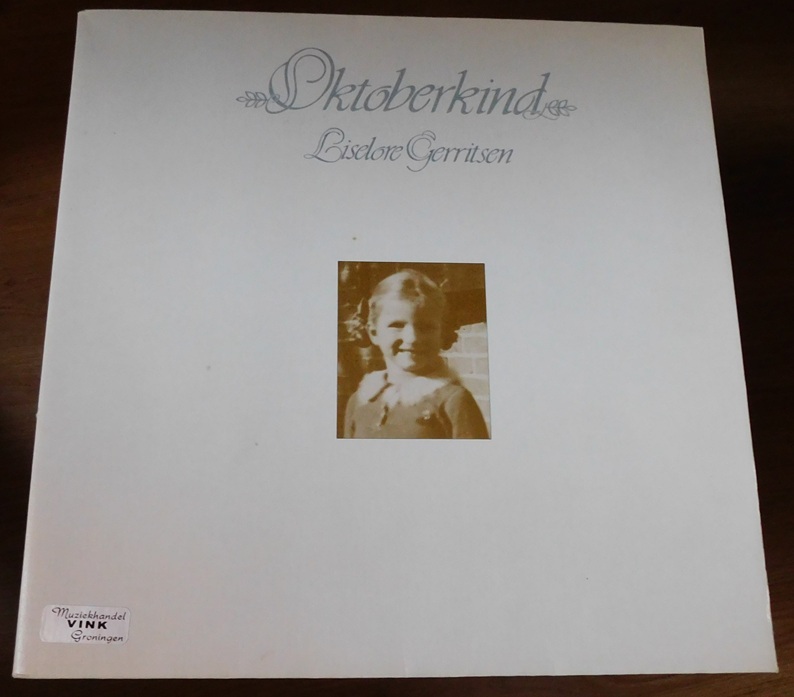 Oktoberkind
Liselore Gerritsen
Muziekhandel
VINK
Groningen